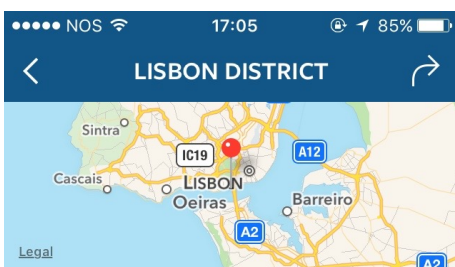 NOS 17:05 85%
LISBON DISTRICT
Sintra
IC19 A12
Cascais LISBON
Oeiras Barreiro
A2
Legal A2